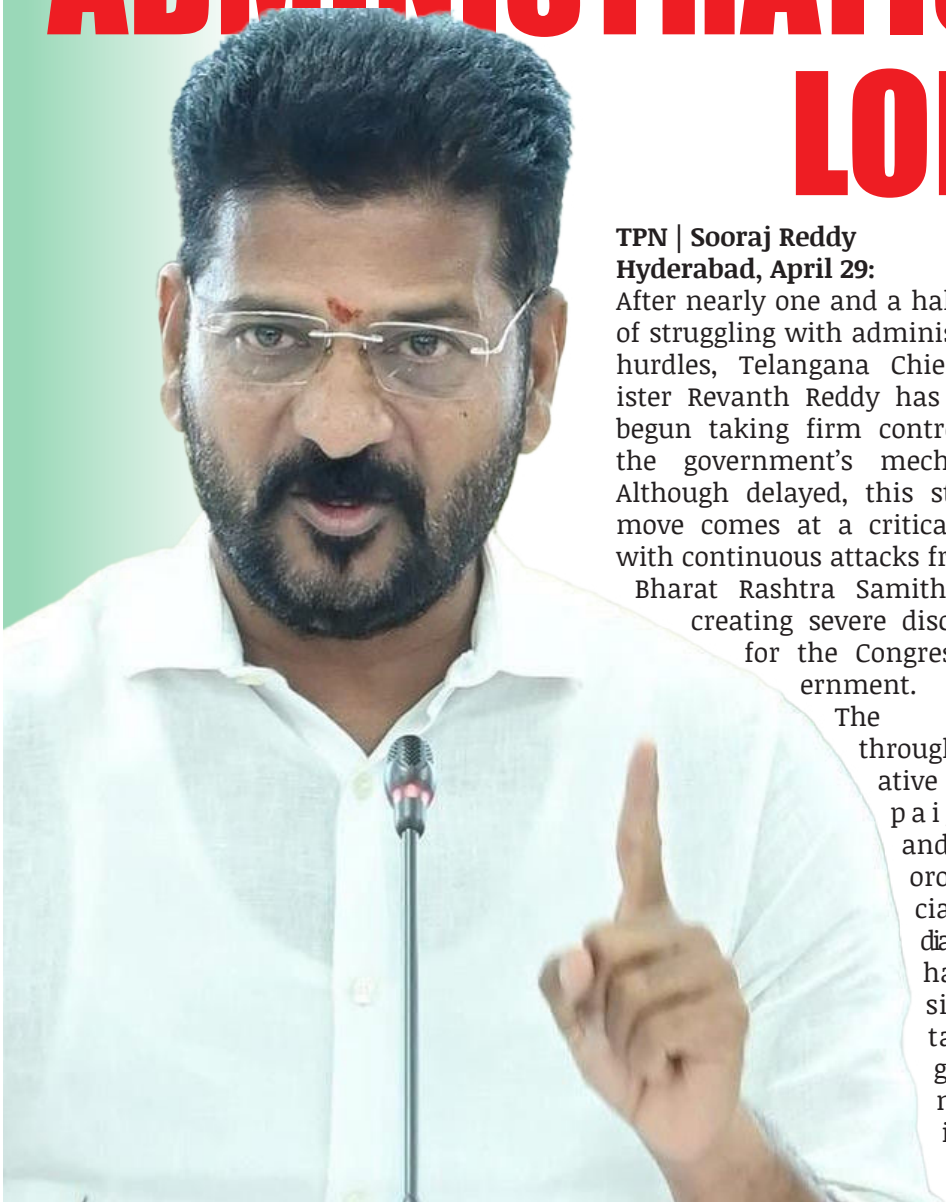 ADMINISTRATIO
LO
TPN | Sooraj Reddy
Hyderabad, April 29:
After nearly one and a hal
of struggling with adminis
hurdles, Telangana Chie
ister Revanth Reddy has
begun taking firm contr
the government’s mech
Although delayed, this st
move comes at a critica
with continuous attacks fr
Bharat Rashtra Samith
creating severe disc
for the Congres
ernment.
The
through
ative
pai
and
oro
cia
dia
ha
si
ta
g